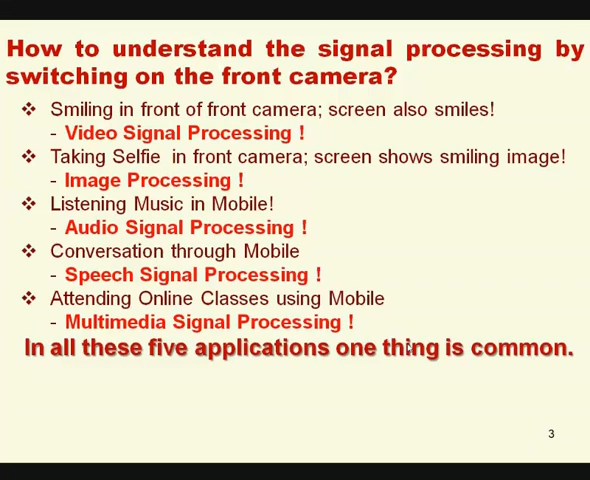 How to understand the signal processing by
switching on the front camera?
❖ Smiling in front of front camera; screen also smiles!
- Video Signal Processing !
❖ Taking Selfie in front camera; screen shows smiling image!
- Image Processing !
❖ Listening Music in Mobile!
- Audio Signal Processing !
❖ Conversation through Mobile
- Speech Signal Processing !
❖ Attending Online Classes using Mobile
- Multimedia Signal Processing !
In all these five applications one thing is common.
3